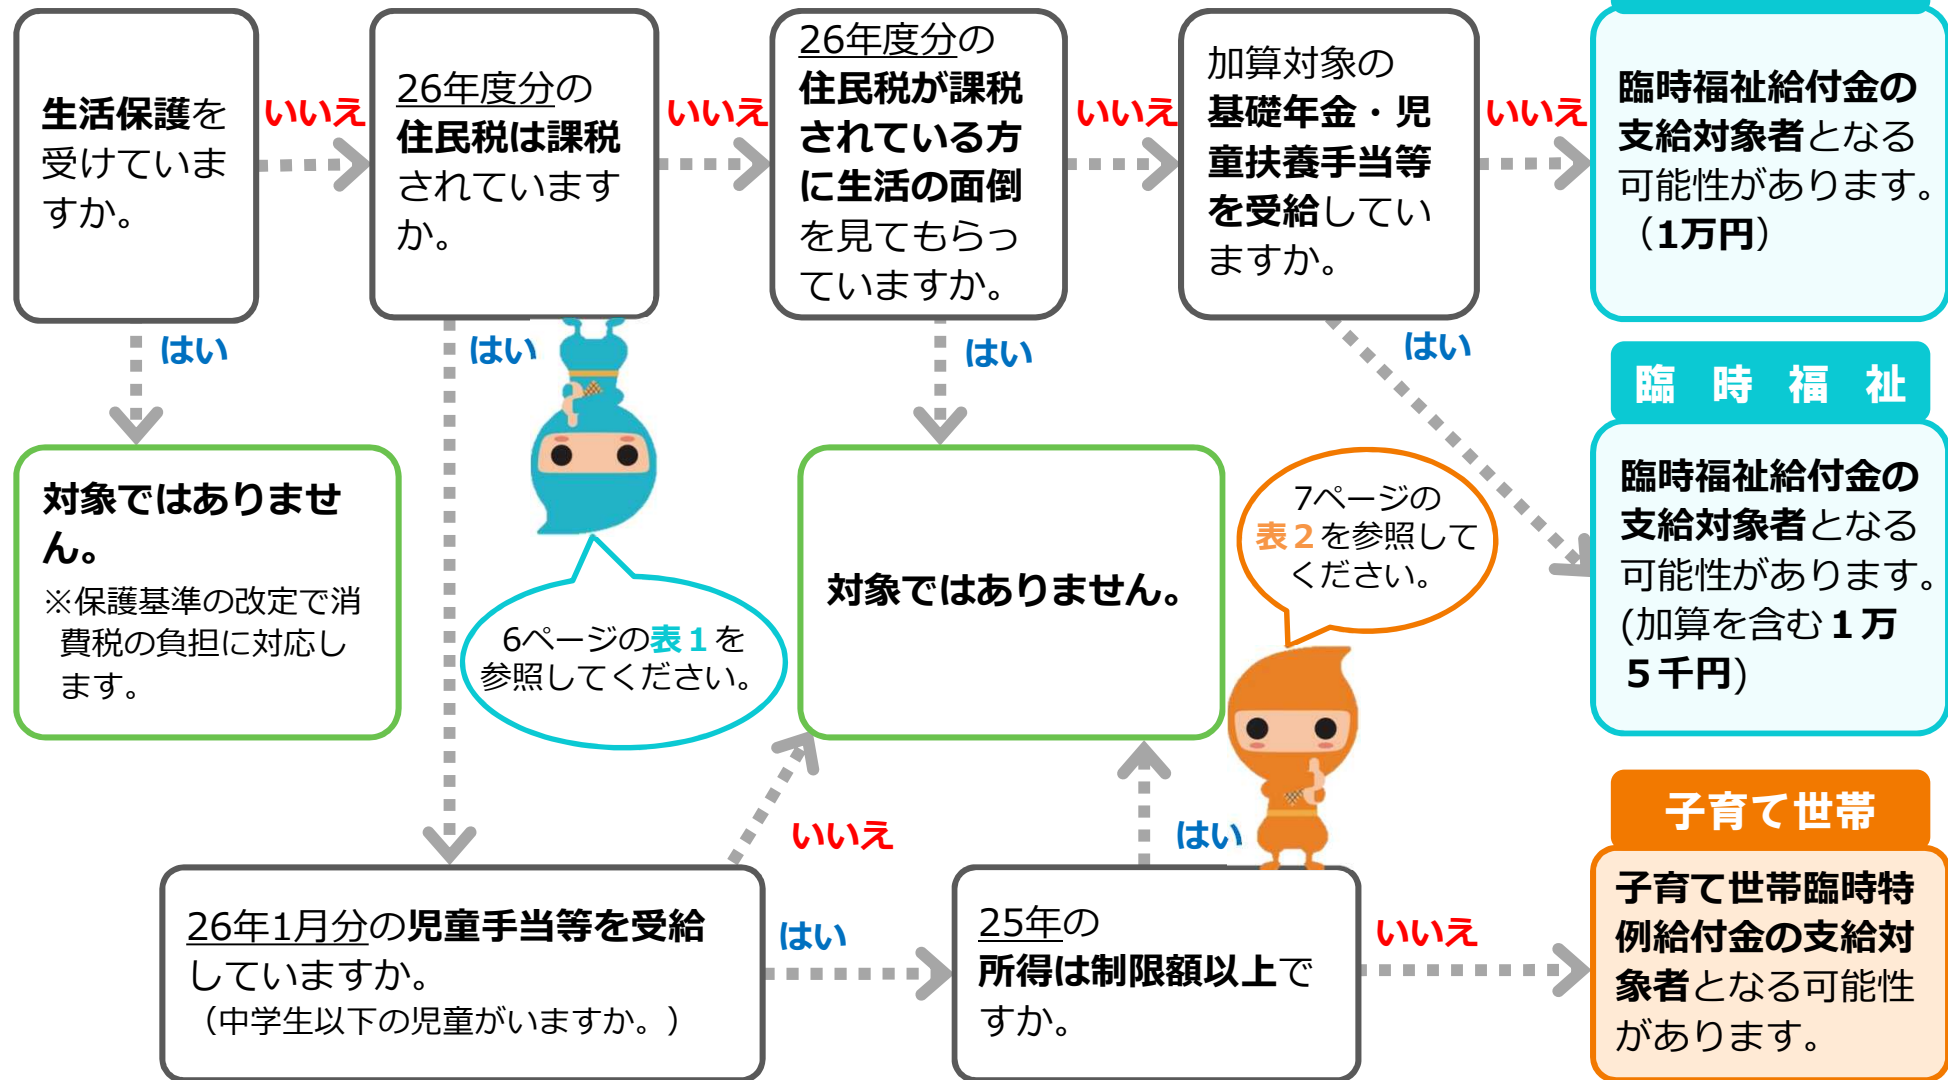 生活保護を
受けていま
すか。
いいえ
26年度分の
住民税は課税
されています
か。
いいえ
26年度分の
住民税が課税
されている方
に生活の面倒
を見てもらっ
ていますか。
いいえ
加算対象の
基礎年金・児
童扶養手当等
を受給してい
ますか。
いいえ
臨時福祉給付金の
支給対象者となる
可能性があります。
（1万円）
はい
はい
はい
はい
対象ではありませ
ん。
※保護基準の改定で消
費税の負担に対応し
ます。
6ページの表１を
参照してください。
対象ではありません。
7ページの
表２を参照して
ください。
臨時福祉
臨時福祉給付金の
支給対象者となる
可能性があります。
(加算を含む１万
５千円)
いいえ
はい
26年1月分の児童手当等を受給
していますか。
（中学生以下の児童がいますか。）
はい
25年の
所得は制限額以上で
すか。
いいえ
子育て世帯
子育て世帯臨時特
例給付金の支給対
象者となる可能性
があります。